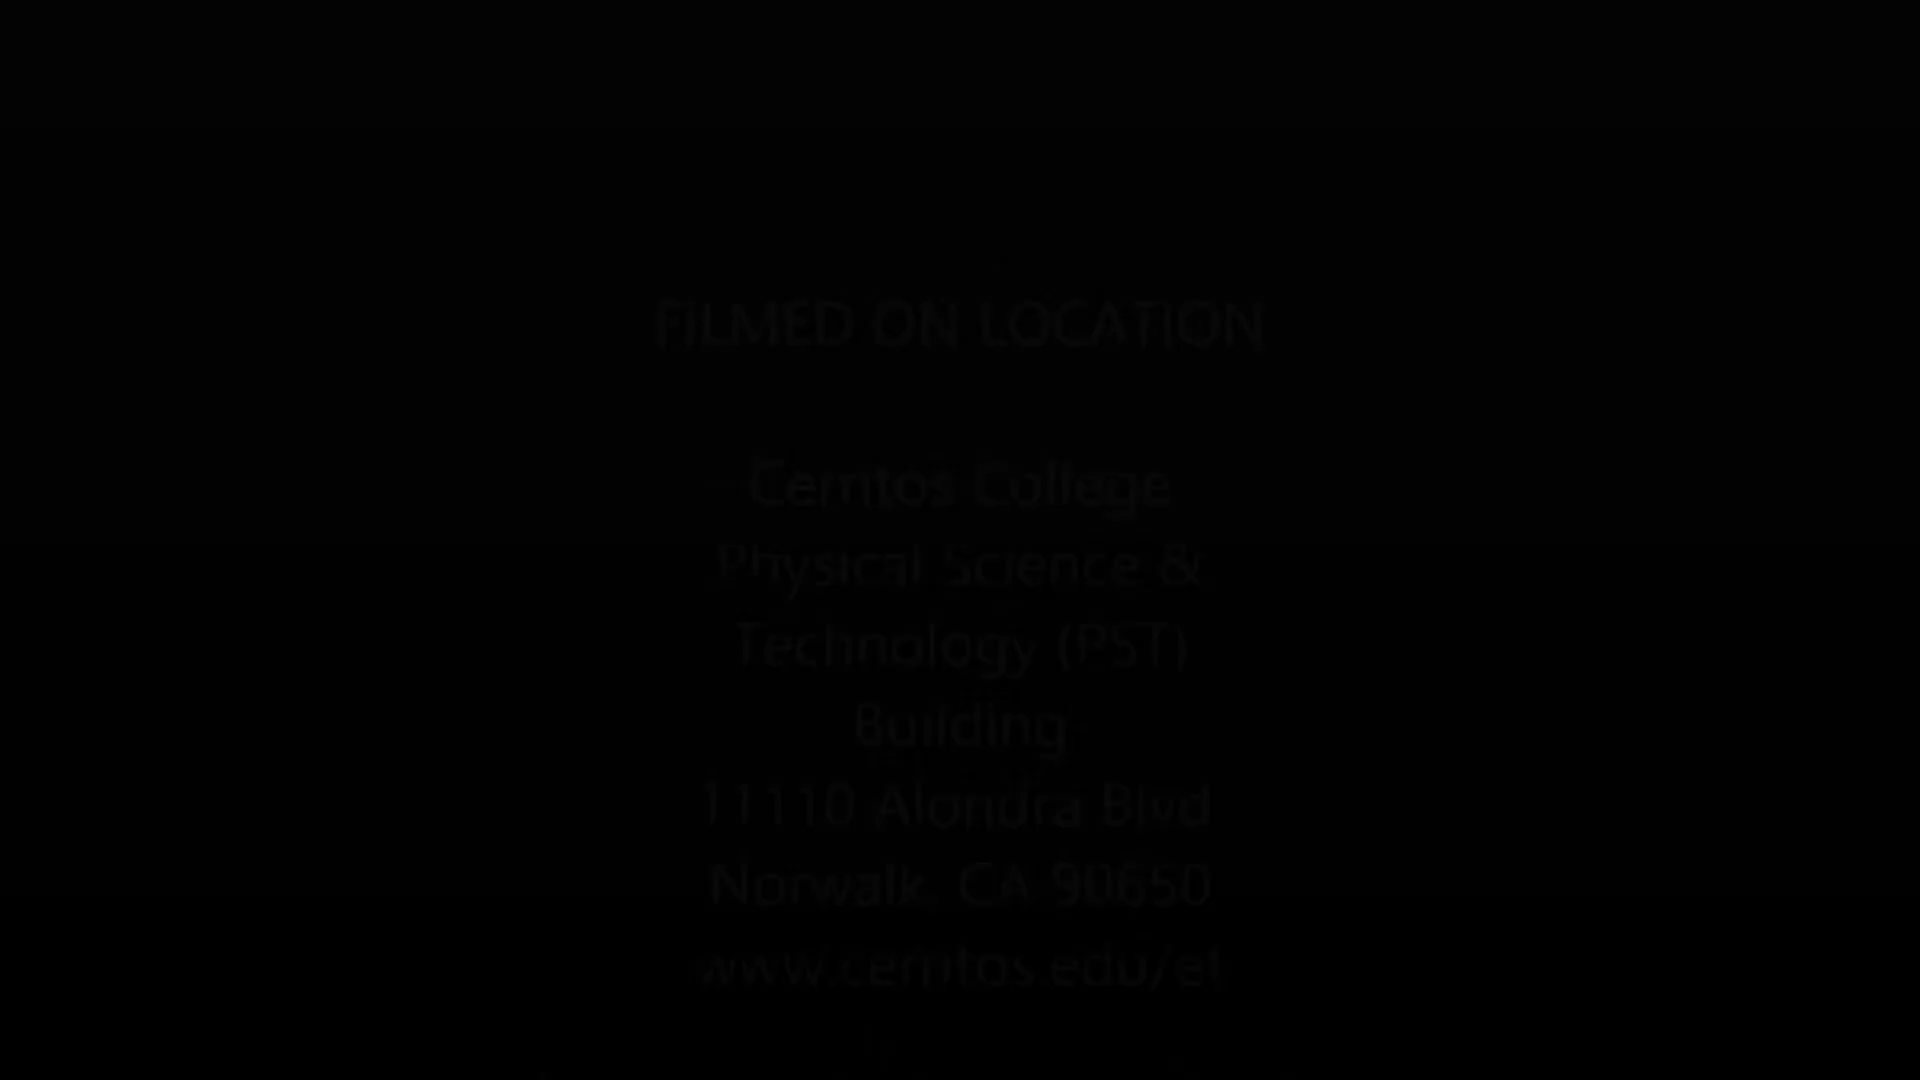 FILMED ON LOCATION
Cerritos College
Physical Science &
Technology (PST)
Building
11110 Alondra Blvd
Norwalk, CA 90650
www.cerritos.edu/et